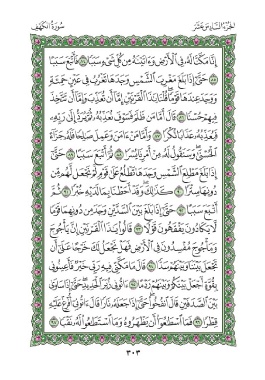 الجزء السادس عشر
سورة الكهف
إِنَّا مَكَّنَّا لَهُۥ فِي ٱلۡأَرۡضِ وَءَاتَيۡنَٰهُ مِن كُلِّ شَيۡءٖ سَبَبٗا ٨٤ فَأَتۡبَعَ سَبَبًا
٨٥ حَتَّىٰٓ إِذَا بَلَغَ مَغۡرِبَ ٱلشَّمۡسِ وَجَدَهَا تَغۡرُبُ فِي عَيۡنٍ حَمِئَةٖ
وَوَجَدَ عِندَهَا قَوۡمٗاۖ قُلۡنَا يَٰذَا ٱلۡقَرۡنَيۡنِ إِمَّآ أَن تُعَذِّبَ وَإِمَّآ أَن تَتَّخِذَ
فِيهِمۡ حُسۡنٗا ٨٦ قَالَ أَمَّا مَن ظَلَمَ فَسَوۡفَ نُعَذِّبُهُۥ ثُمَّ يُرَدُّ إِلَىٰ رَبِّهِۦ
فَيُعَذِّبُهُۥ عَذَابٗا نُّكۡرٗا ٨٧ وَأَمَّا مَنۡ ءَامَنَ وَعَمِلَ صَٰلِحٗا فَلَهُۥ جَزَآءً
ٱلۡحُسۡنَىٰۖ وَسَنَقُولُ لَهُۥ مِنۡ أَمۡرِنَا يُسۡرٗا ٨٨ ثُمَّ أَتۡبَعَ سَبَبًا ٨٩ حَتَّىٰٓ
إِذَا بَلَغَ مَطۡلِعَ ٱلشَّمۡسِ وَجَدَهَا تَطۡلُعُ عَلَىٰ قَوۡمٖ لَّمۡ نَجۡعَل لَّهُم مِّن
دُونِهَا سِتۡرٗا ٩٠ كَذَٰلِكَۖ وَقَدۡ أَحَطۡنَا بِمَا لَدَيۡهِ خُبۡرٗا ٩١ ثُمَّ
أَتۡبَعَ سَبَبًا ٩٢ حَتَّىٰٓ إِذَا بَلَغَ بَيۡنَ ٱلسَّدَّيۡنِ وَجَدَ مِن دُونِهِمَا قَوۡمٗا
لَّا يَكَادُونَ يَفۡقَهُونَ قَوۡلٗا ٩٣ قَالُواْ يَٰذَا ٱلۡقَرۡنَيۡنِ إِنَّ يَأۡجُوجَ
وَمَأۡجُوجَ مُفۡسِدُونَ فِي ٱلۡأَرۡضِ فَهَلۡ نَجۡعَلُ لَكَ خَرۡجًا عَلَىٰٓ أَن
تَجۡعَلَ بَيۡنَنَا وَبَيۡنَهُمۡ سَدّٗا ٩٤ قَالَ مَا مَكَّنِّي فِيهِ رَبِّي خَيۡرٞ فَأَعِينُونِي
بِقُوَّةٍ أَجۡعَلۡ بَيۡنَكُمۡ وَبَيۡنَهُمۡ رَدۡمًا ٩٥ ءَاتُونِي زُبَرَ ٱلۡحَدِيدِۖ حَتَّىٰٓ إِذَا سَاوَىٰ
بَيۡنَ ٱلصَّدَفَيۡنِ قَالَ ٱنفُخُواْۖ حَتَّىٰٓ إِذَا جَعَلَهُۥ نَارٗا قَالَ ءَاتُونِيٓ أُفۡرِغۡ عَلَيۡهِ
قِطۡرٗا ٩٦ فَمَا ٱسۡطَٰعُوٓاْ أَن يَظۡهَرُوهُ وَمَا ٱسۡتَطَٰعُواْ لَهُۥ نَقۡبٗا ٩٧
٣٠٣